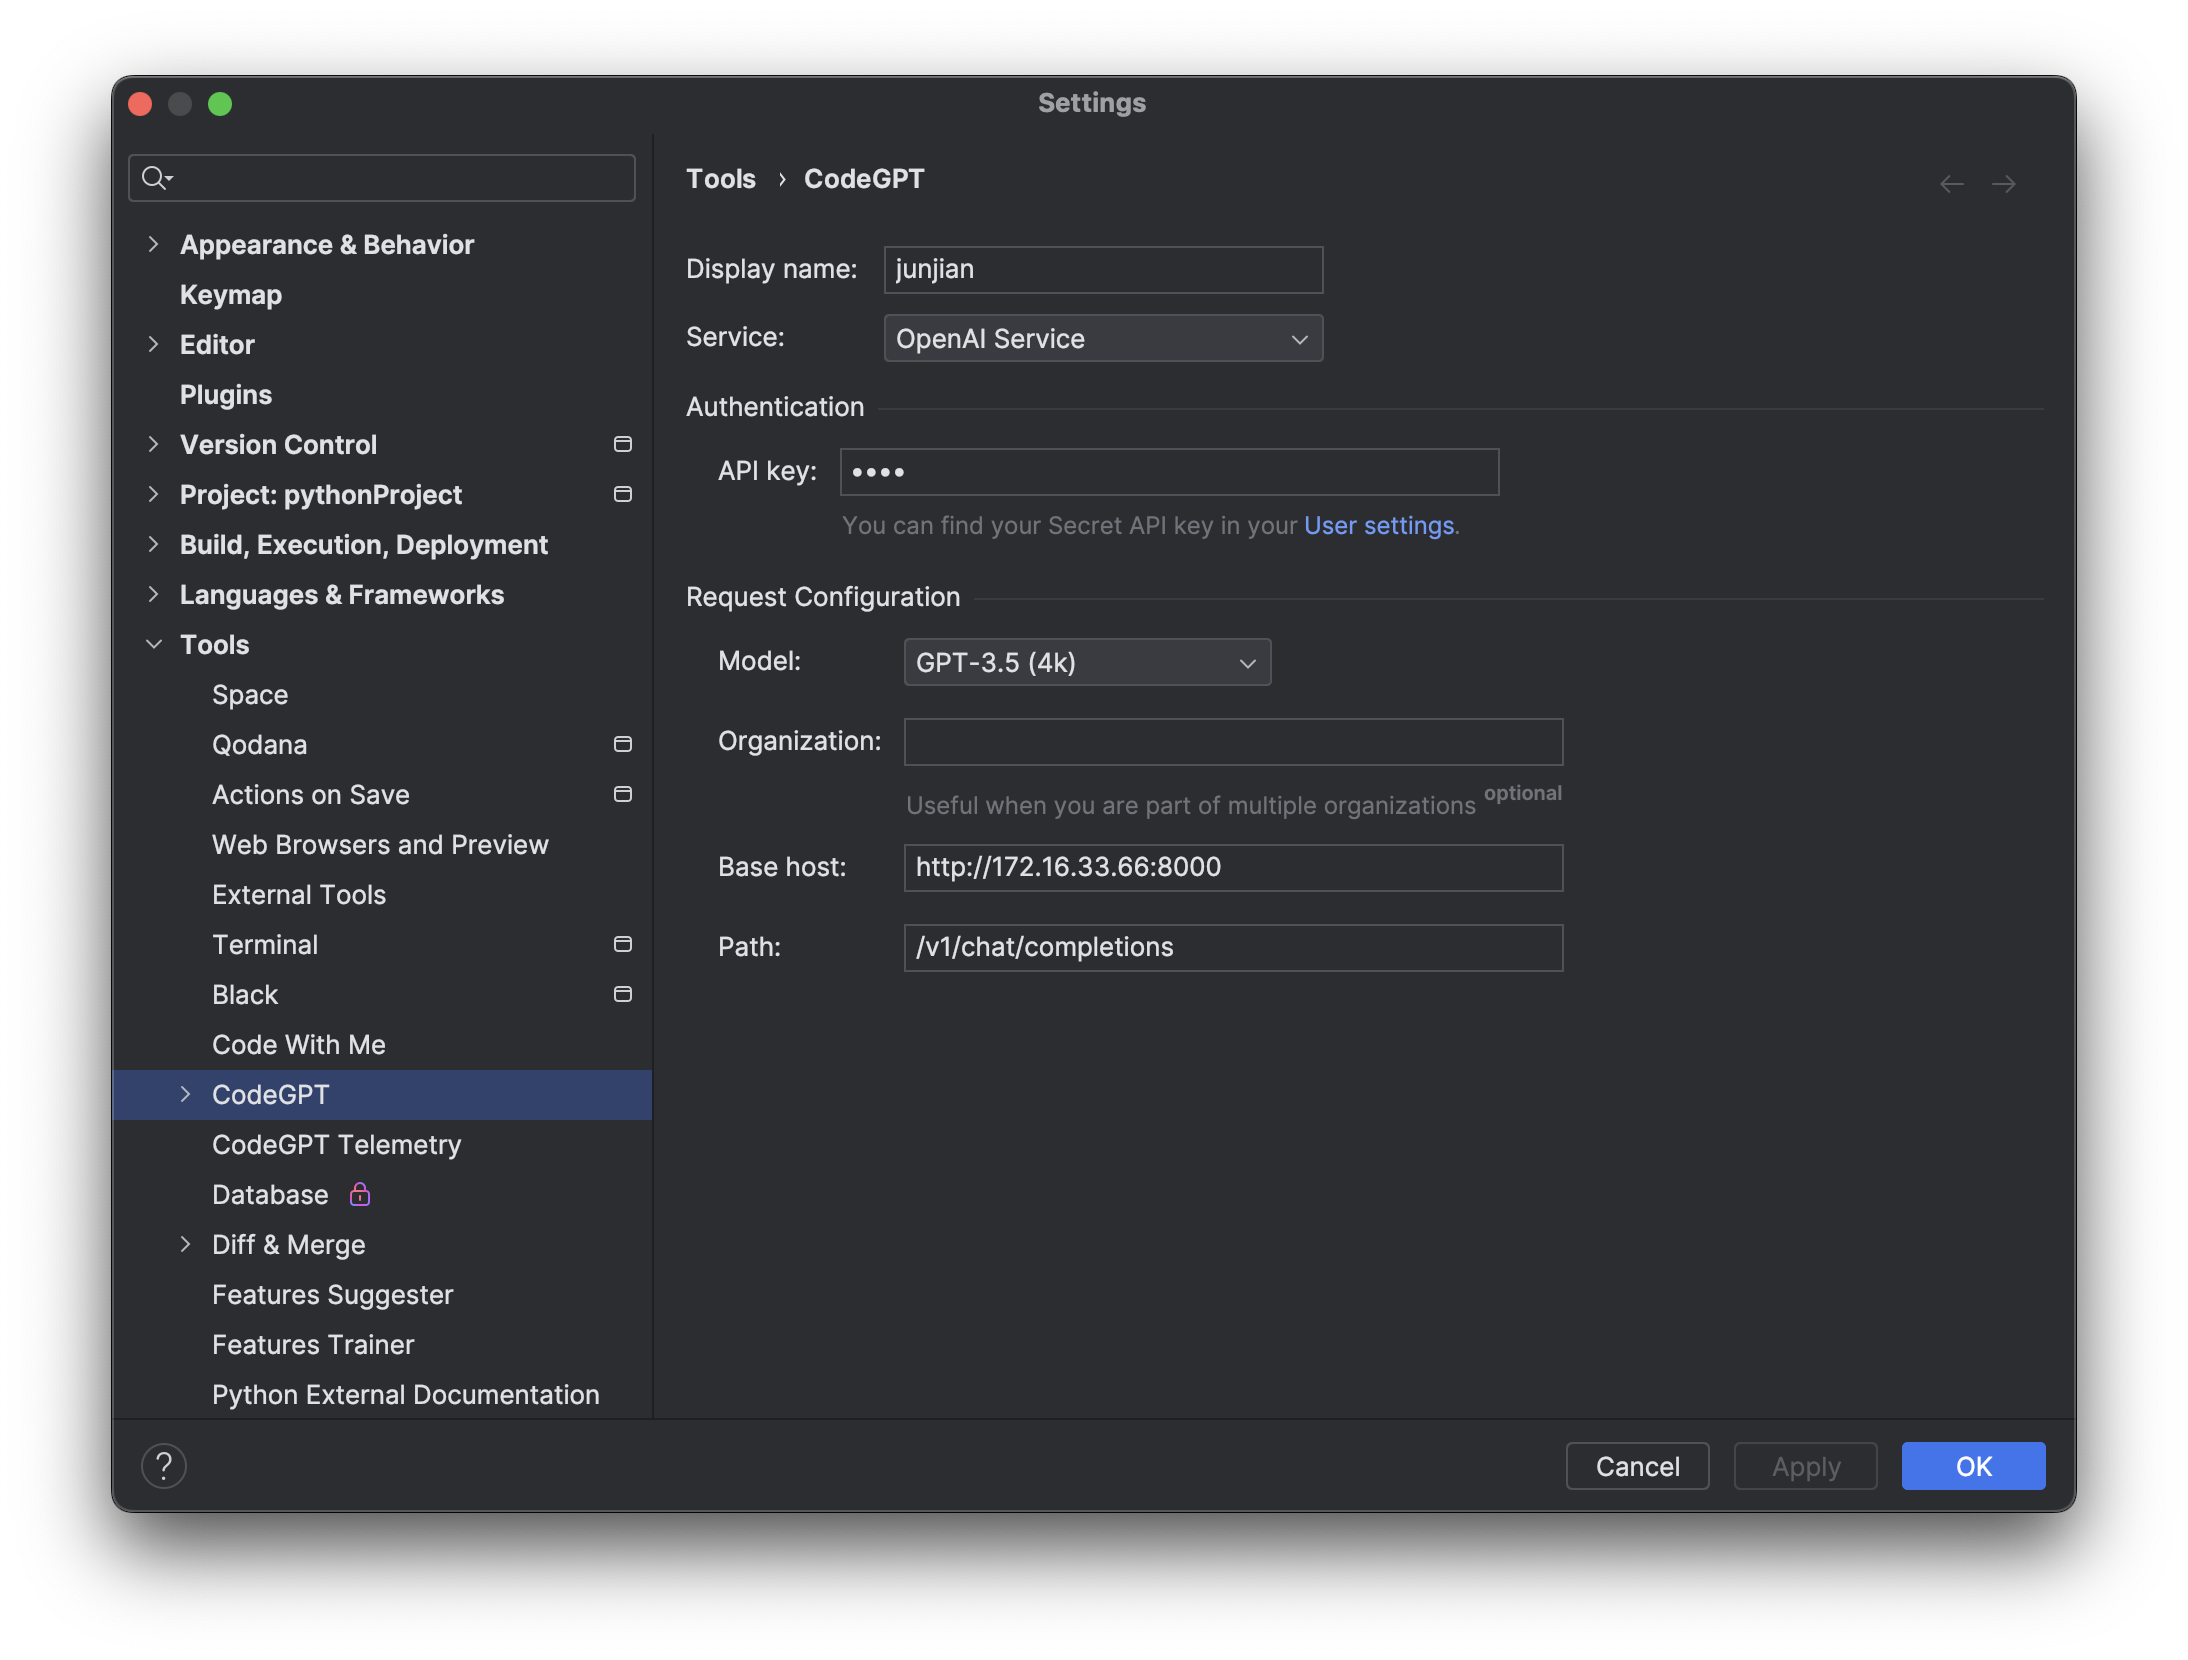 Settings
Appearance & Behavior
Keymap
Editor
Plugins
Version Control
Project: pythonProject
Build, Execution, Deployment
Languages & Frameworks
Tools
Space
Qodana
Actions on Save
Web Browsers and Preview
External Tools
Terminal
Black
Code With Me
CodeGPT
CodeGPT Telemetry
Database
Diff & Merge
Features Suggester
Features Trainer
Python External Documentation
Tools › CodeGPT
Display name: junjian
Service: OpenAI Service
Authentication
API key: ••••
You can find your Secret API key in your User settings.
Request Configuration
Model: GPT-3.5 (4k)
Organization:
Useful when you are part of multiple organizations optional
Base host: http://172.16.33.66:8000
Path: /v1/chat/completions
? Cancel Apply OK